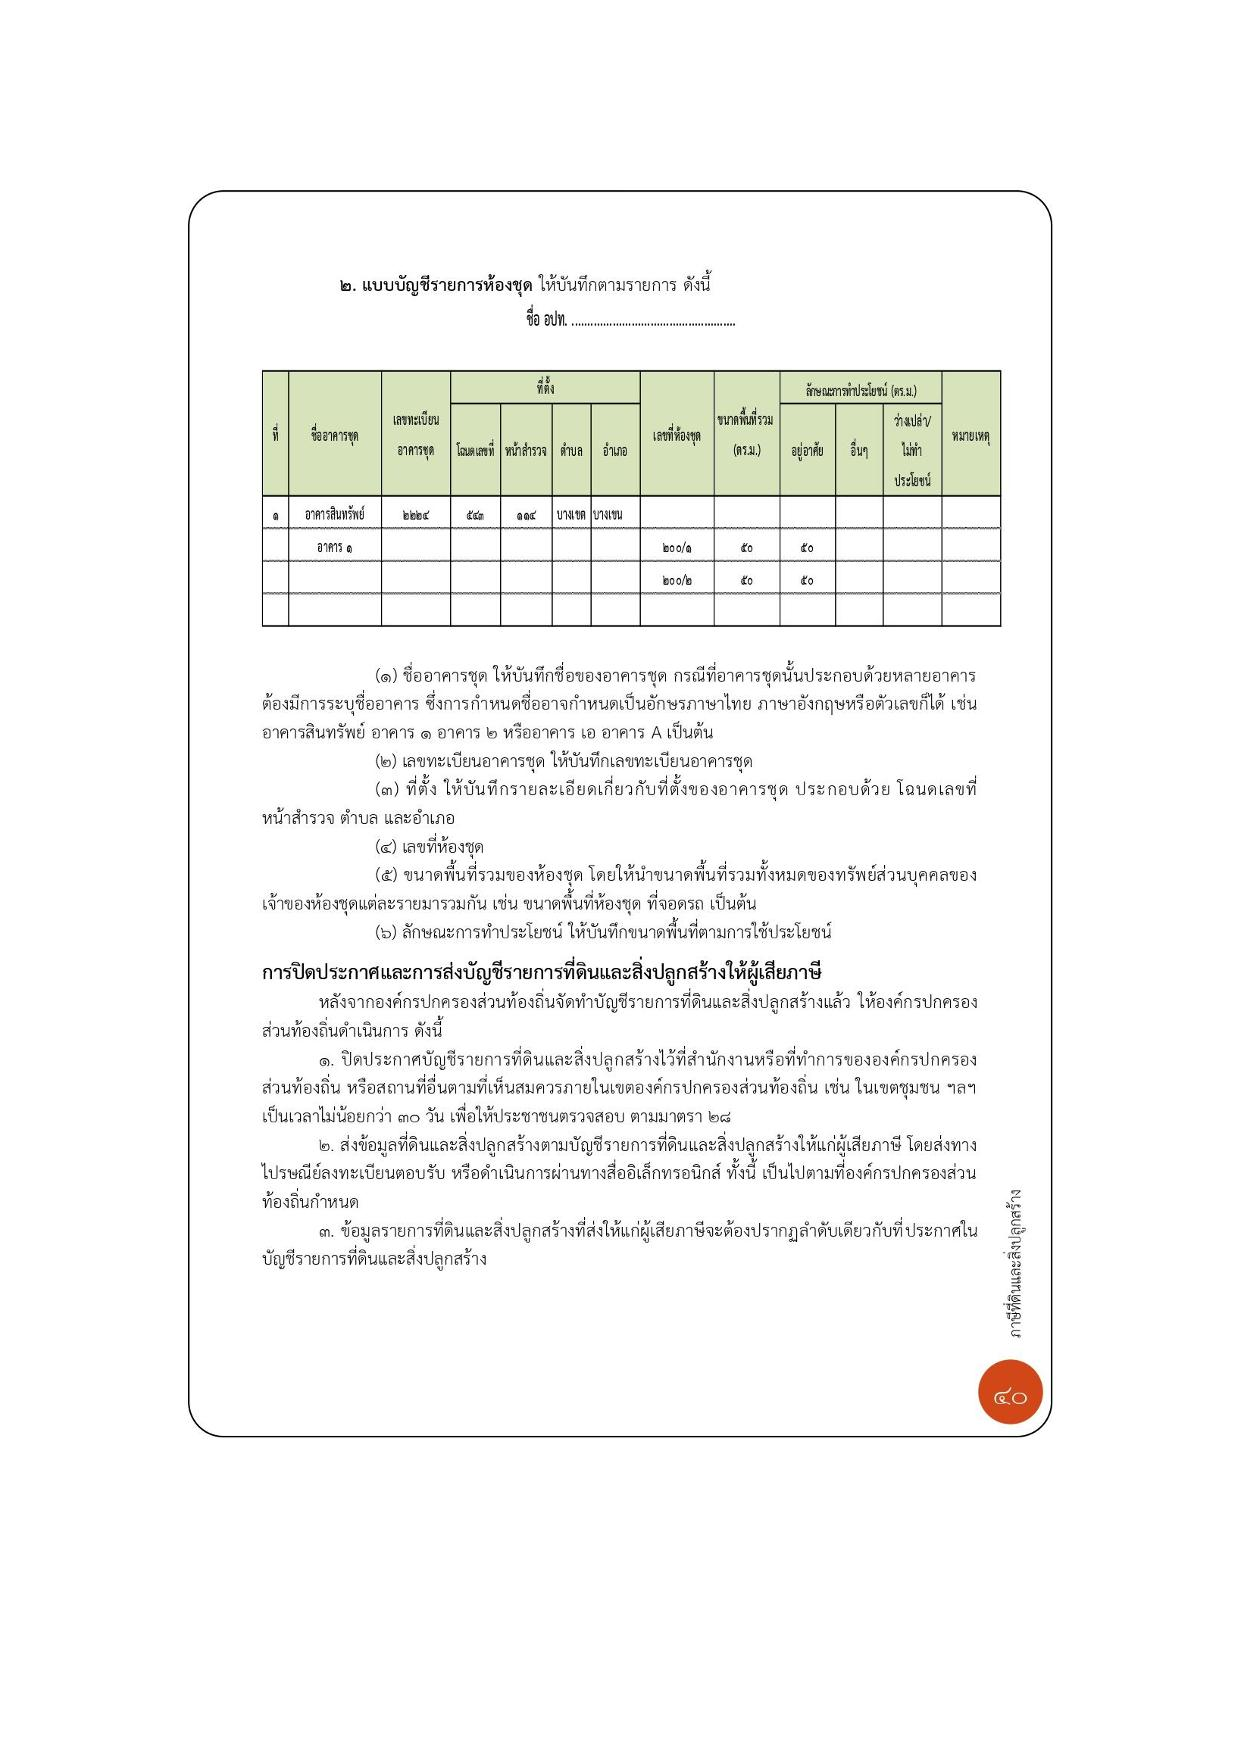 ๒. แบบบัญชีรายการห้องชุด ให้บันทึกตามรายการ ดังนี้
ชื่อ อปท. ....................................................
ที่ ชื่ออาคารชุด เลขทะเบียนอาคารชุด ที่ตั้ง เลขที่ห้องชุด ขนาดพื้นที่รวม (ตร.ม.) ลักษณะการทำประโยชน์ (ตร.ม.) หมายเหตุ
โฉนดเลขที่ หน้าสำรวจ ตำบล อำเภอ อยู่อาศัย อื่นๆ ว่างเปล่า/ไม่ทำประโยชน์
๑ อาคารสินทรัพย์ ๒๒๒๔ ๕๔๓ ๑๑๔ บางเขต บางเขน
อาคาร ๑ ๒๐๐/๑ ๕๐ ๕๐
๒๐๐/๒ ๕๐ ๕๐
(๑) ชื่ออาคารชุด ให้บันทึกชื่อของอาคารชุด กรณีที่อาคารชุดนั้นประกอบด้วยหลายอาคาร
ต้องมีการระบุชื่ออาคาร ซึ่งการกำหนดชื่ออาจกำหนดเป็นอักษรภาษาไทย ภาษาอังกฤษหรือตัวเลขก็ได้ เช่น
อาคารสินทรัพย์ อาคาร ๑ อาคาร ๒ หรืออาคาร เอ อาคาร A เป็นต้น
(๒) เลขทะเบียนอาคารชุด ให้บันทึกเลขทะเบียนอาคารชุด
(๓) ที่ตั้ง ให้บันทึกรายละเอียดเกี่ยวกับที่ตั้งของอาคารชุด ประกอบด้วย โฉนดเลขที่
หน้าสำรวจ ตำบล และอำเภอ
(๔) เลขที่ห้องชุด
(๕) ขนาดพื้นที่รวมของห้องชุด โดยให้นำขนาดพื้นที่รวมทั้งหมดของทรัพย์ส่วนบุคคลของ
เจ้าของห้องชุดแต่ละรายมารวมกัน เช่น ขนาดพื้นที่ห้องชุด ที่จอดรถ เป็นต้น
(๖) ลักษณะการทำประโยชน์ ให้บันทึกขนาดพื้นที่ตามการใช้ประโยชน์
การปิดประกาศและการส่งบัญชีรายการที่ดินและสิ่งปลูกสร้างให้ผู้เสียภาษี
หลังจากองค์กรปกครองส่วนท้องถิ่นจัดทำบัญชีรายการที่ดินและสิ่งปลูกสร้างแล้ว ให้องค์กรปกครอง
ส่วนท้องถิ่นดำเนินการ ดังนี้
๑. ปิดประกาศบัญชีรายการที่ดินและสิ่งปลูกสร้างไว้ที่สำนักงานหรือที่ทำการขององค์กรปกครอง
ส่วนท้องถิ่น หรือสถานที่อื่นตามที่เห็นสมควรภายในเขตองค์กรปกครองส่วนท้องถิ่น เช่น ในเขตชุมชน ฯลฯ
เป็นเวลาไม่น้อยกว่า ๓๐ วัน เพื่อให้ประชาชนตรวจสอบ ตามมาตรา ๒๘
๒. ส่งข้อมูลที่ดินและสิ่งปลูกสร้างตามบัญชีรายการที่ดินและสิ่งปลูกสร้างให้แก่ผู้เสียภาษี โดยส่งทาง
ไปรษณีย์ลงทะเบียนตอบรับ หรือดำเนินการผ่านทางสื่ออิเล็กทรอนิกส์ ทั้งนี้ เป็นไปตามที่องค์กรปกครองส่วน
ท้องถิ่นกำหนด
๓. ข้อมูลรายการที่ดินและสิ่งปลูกสร้างที่ส่งให้แก่ผู้เสียภาษีจะต้องปรากฏลำดับเดียวกับที่ประกาศใน
บัญชีรายการที่ดินและสิ่งปลูกสร้าง
ภาษีที่ดินและสิ่งปลูกสร้าง
๔๐